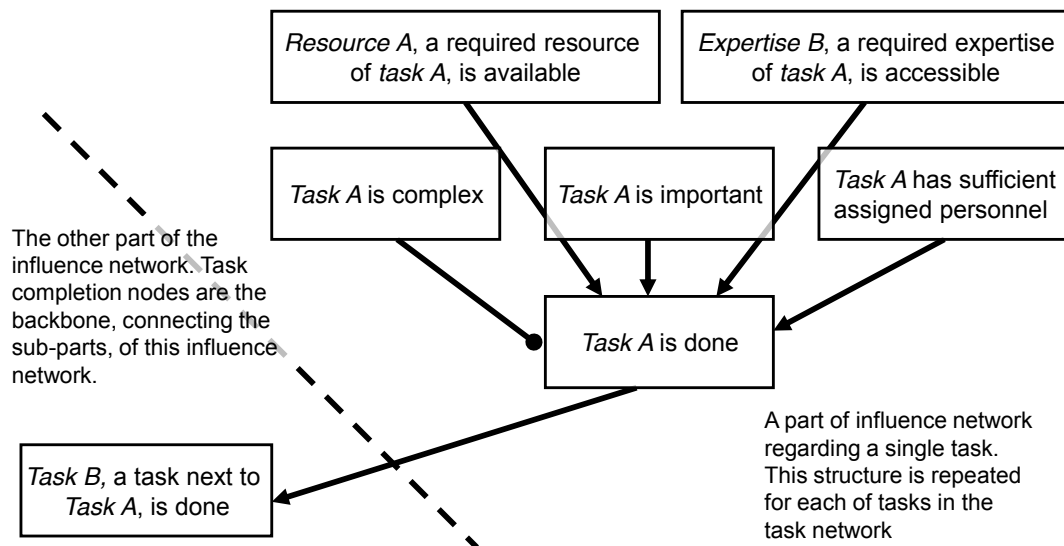 Resource A, a required resource
of task A, is available
Expertise B, a required expertise
of task A, is accessible
Task A is complex
Task A is important
Task A has sufficient
assigned personnel
The other part of the
influence network. Task
completion nodes are the
backbone, connecting the
sub-parts, of this influence
network.
Task A is done
Task B, a task next to
Task A, is done
A part of influence network
regarding a single task.
This structure is repeated
for each of tasks in the
task network